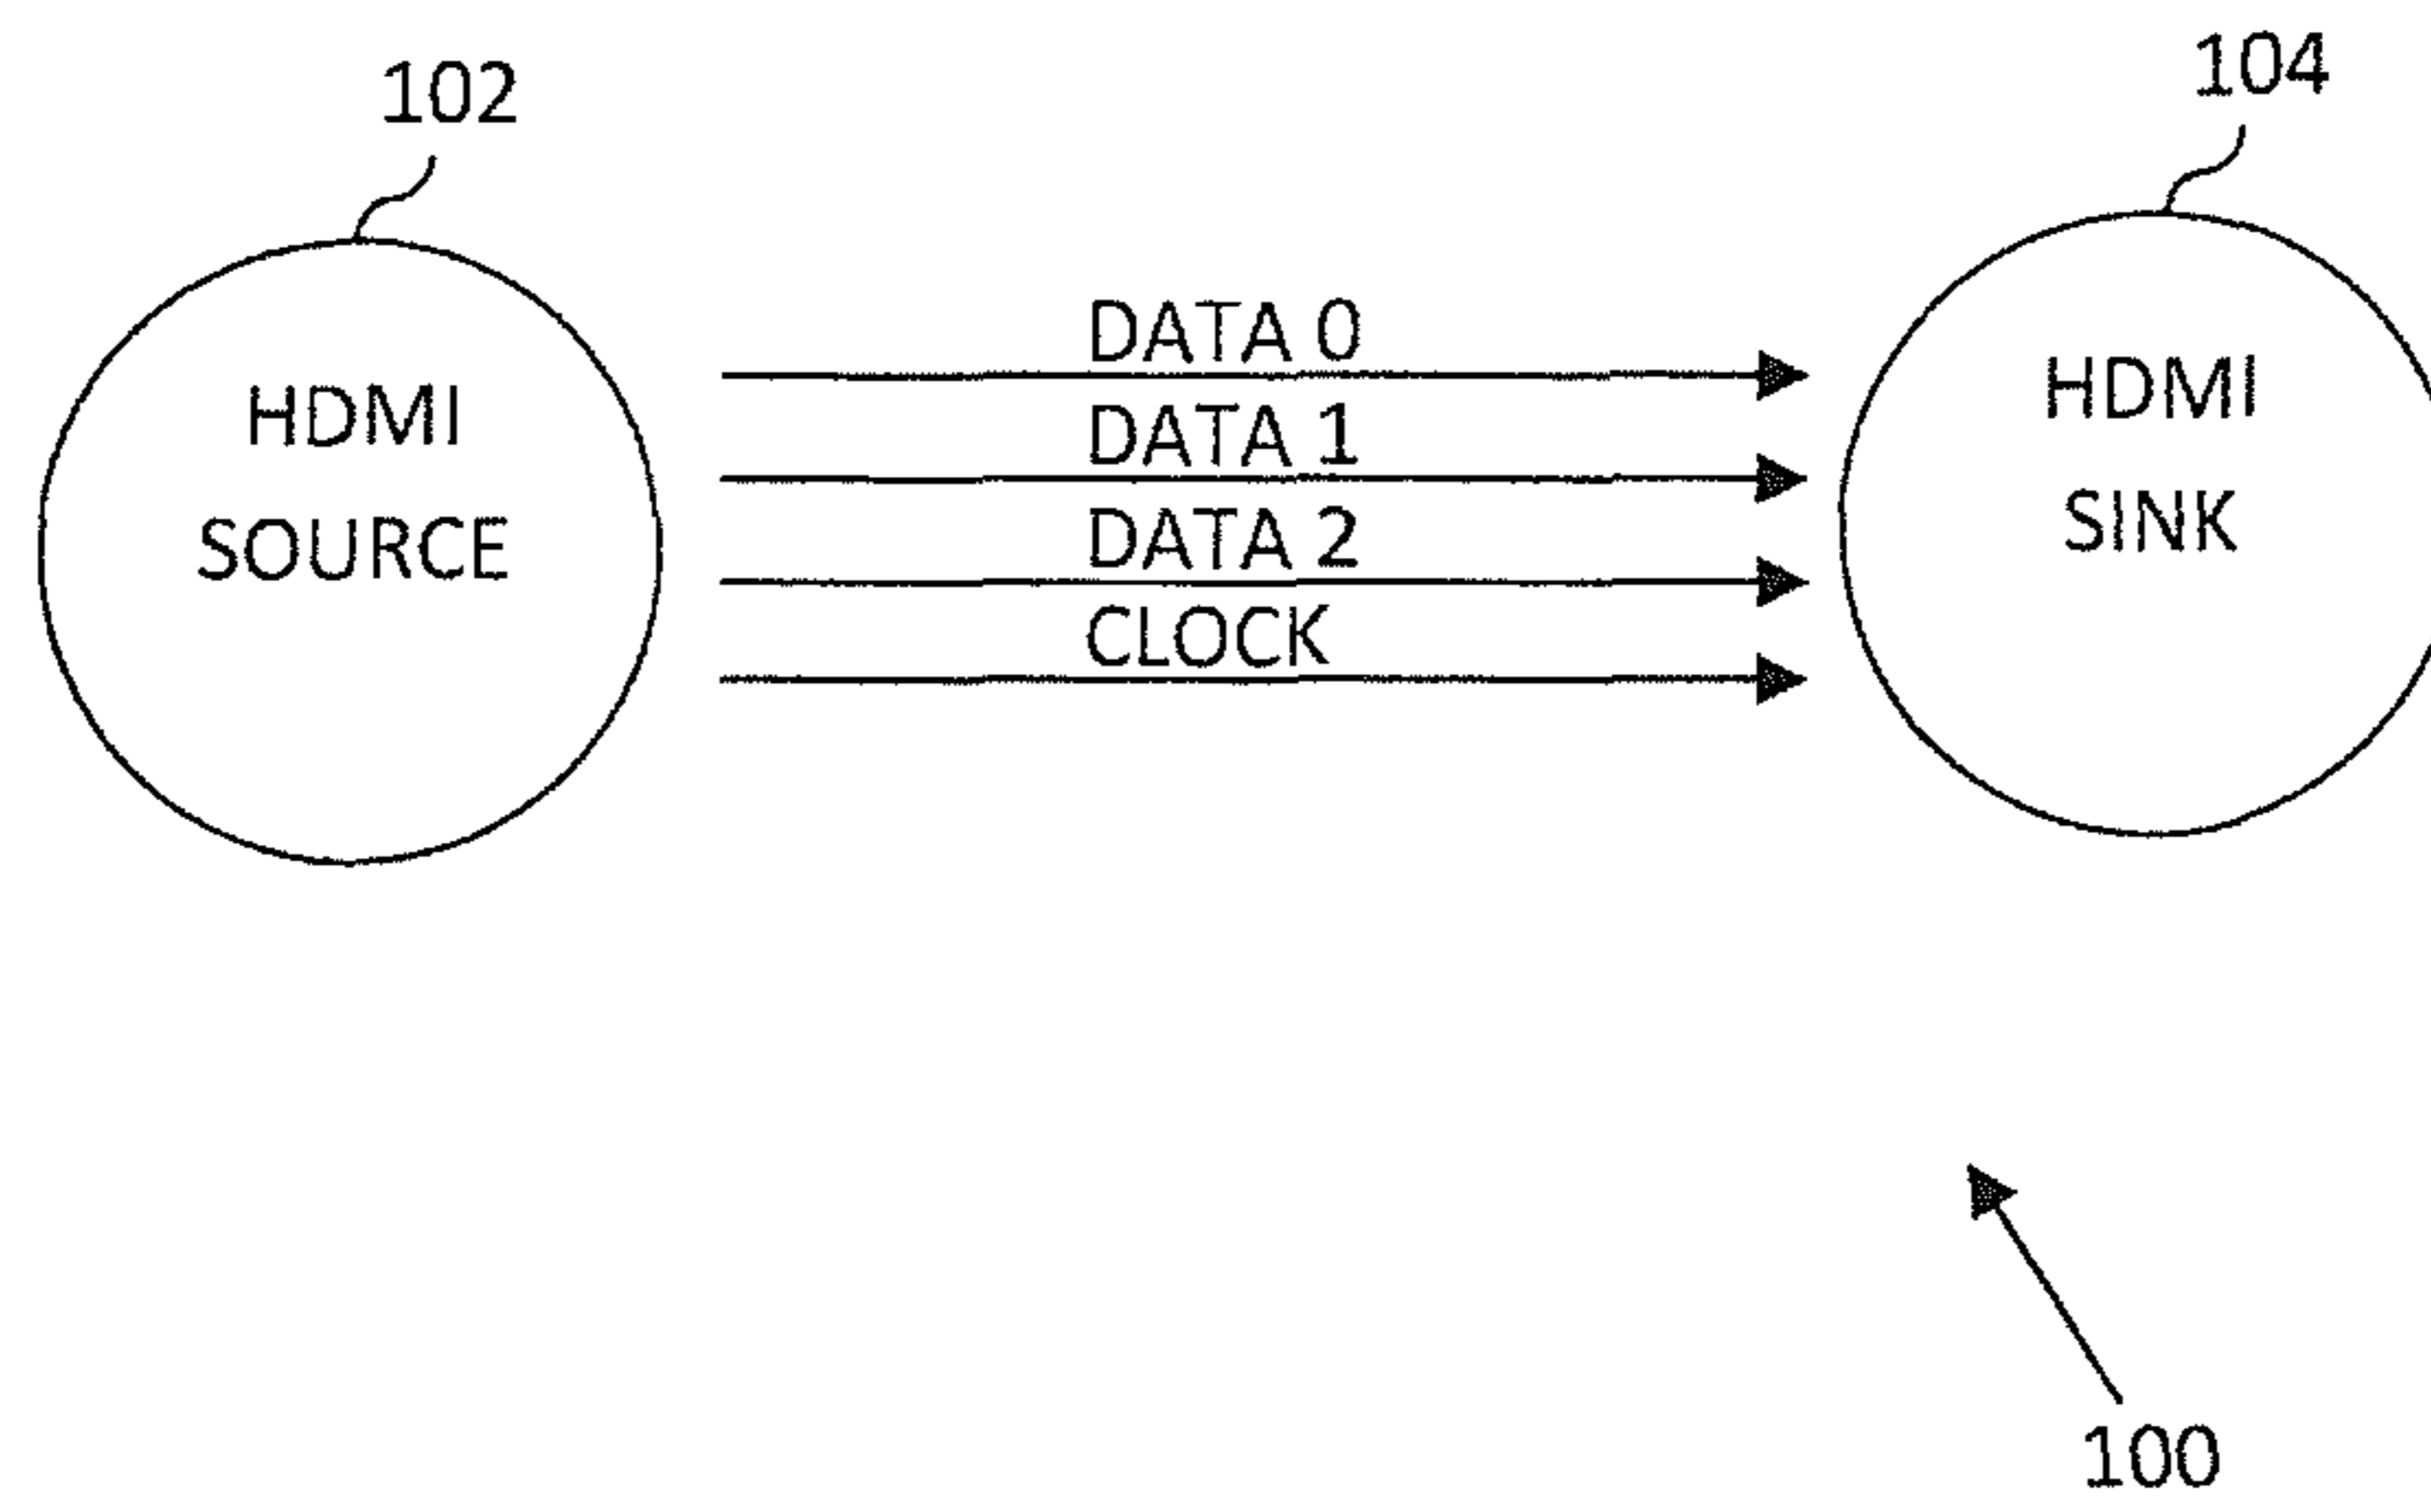 102
104
HDMI
SOURCE
DATA 0
DATA 1
DATA 2
CLOCK
HDMI
SINK
100